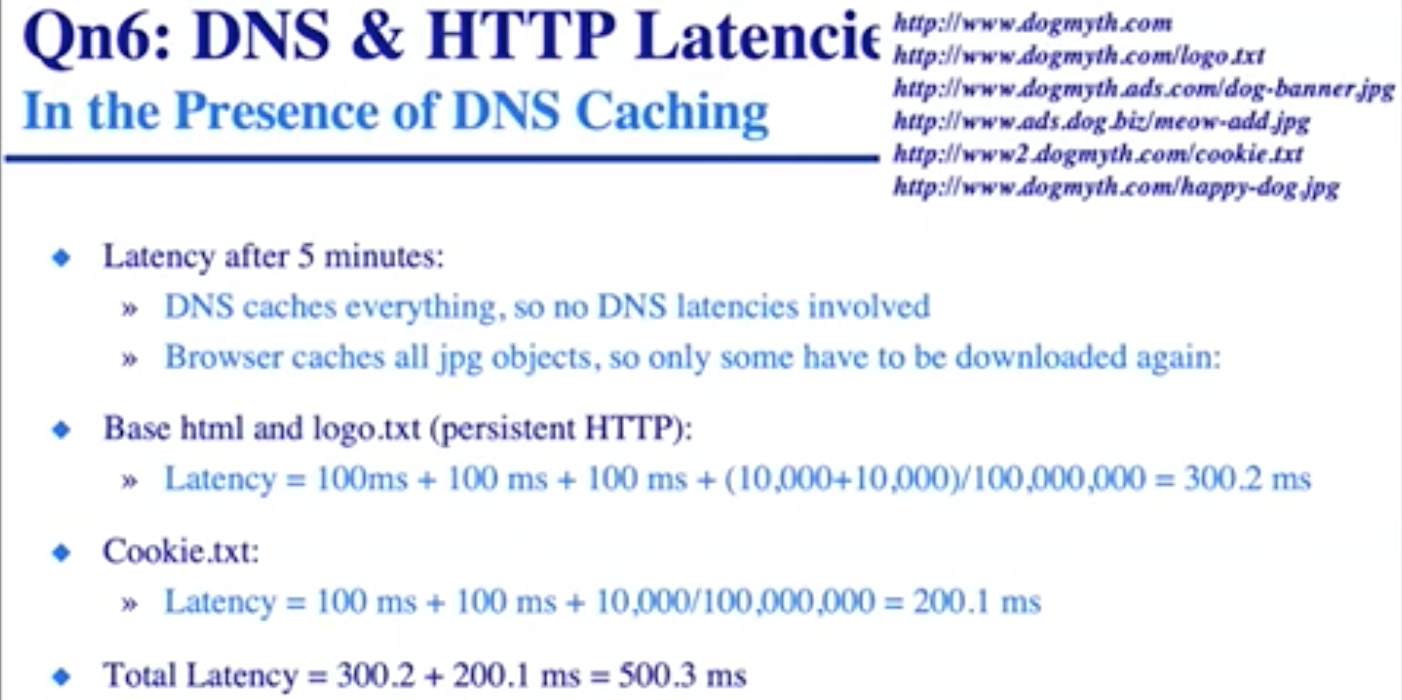 Qn6: DNS & HTTP Latencie
In the Presence of DNS Caching
http://www.dogmyth.com
http://www.dogmyth.com/logo.txt
http://www.dogmyth.ads.com/dog-banner.jpg
http://www.ads.dog.biz/meow-add.jpg
http://www2.dogmyth.com/cookie.txt
http://www.dogmyth.com/happy-dog.jpg
◆ Latency after 5 minutes:
» DNS caches everything, so no DNS latencies involved
» Browser caches all jpg objects, so only some have to be downloaded again:
◆ Base html and logo.txt (persistent HTTP):
» Latency = 100ms + 100 ms + 100 ms + (10,000+10,000)/100,000,000 = 300.2 ms
◆ Cookie.txt:
» Latency = 100 ms + 100 ms + 10,000/100,000,000 = 200.1 ms
◆ Total Latency = 300.2 + 200.1 ms = 500.3 ms